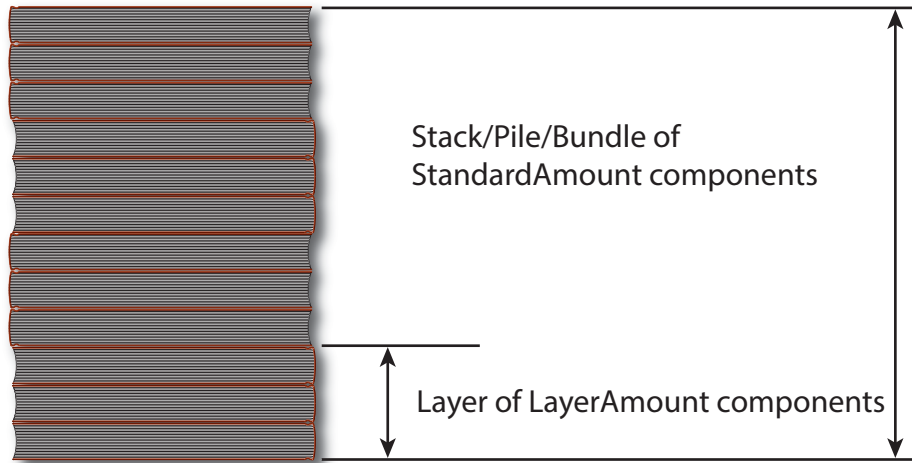 Stack/Pile/Bundle of
StandardAmount components
Layer of LayerAmount components